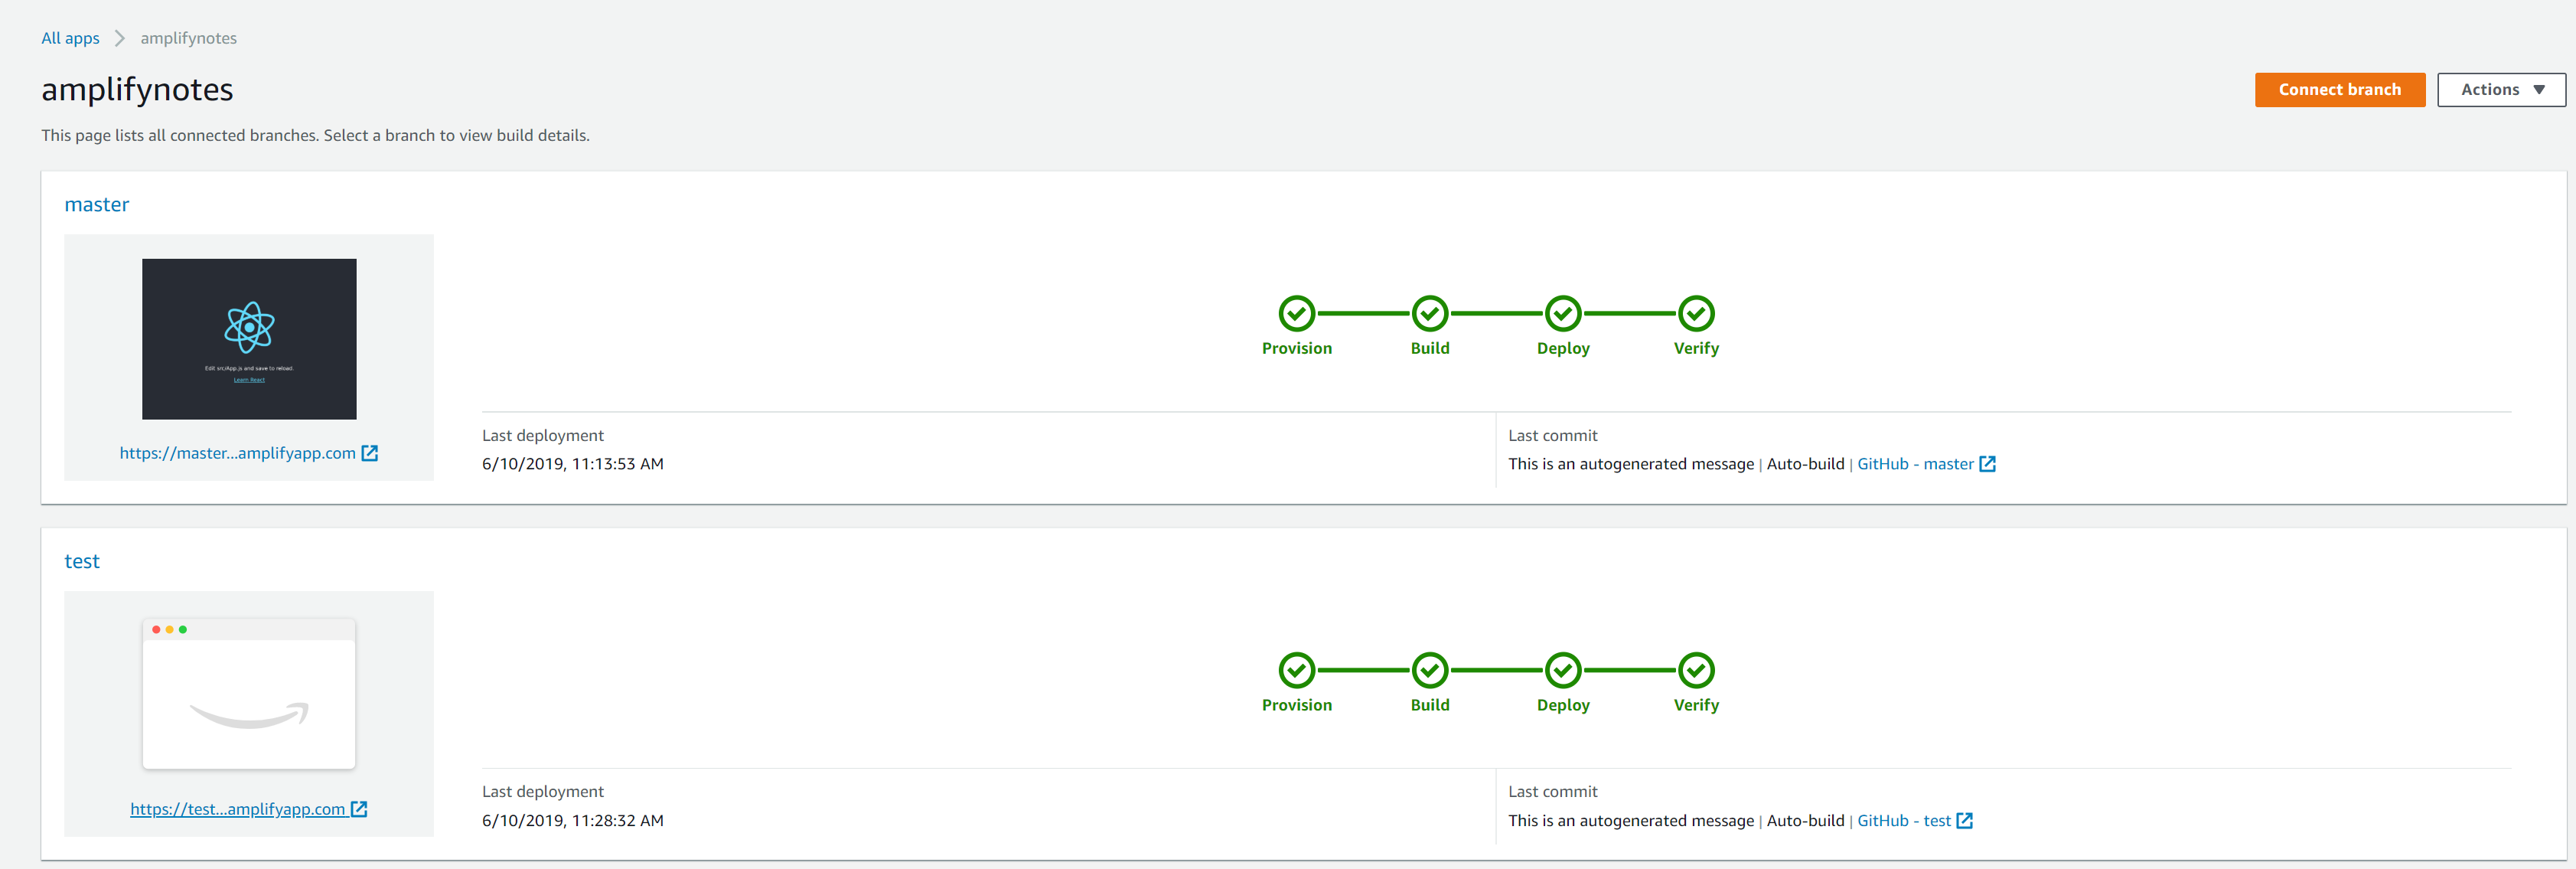 All apps > amplifynotes
amplifynotes
Connect branch
Actions
This page lists all connected branches. Select a branch to view build details.
master
Edit src/App.js and save to reload.
Learn React
https://master...amplifyapp.com
Provision Build Deploy Verify
Last deployment
6/10/2019, 11:13:53 AM
Last commit
This is an autogenerated message | Auto-build | GitHub - master
test
https://test...amplifyapp.com
Provision Build Deploy Verify
Last deployment
6/10/2019, 11:28:32 AM
Last commit
This is an autogenerated message | Auto-build | GitHub - test